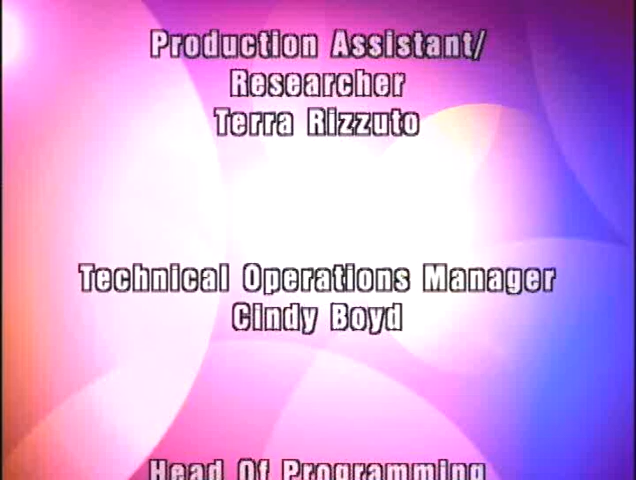 Production Assistant/
Researcher
Terra Rizzuto
Technical Operations Manager
Cindy Boyd
Head Of Programming